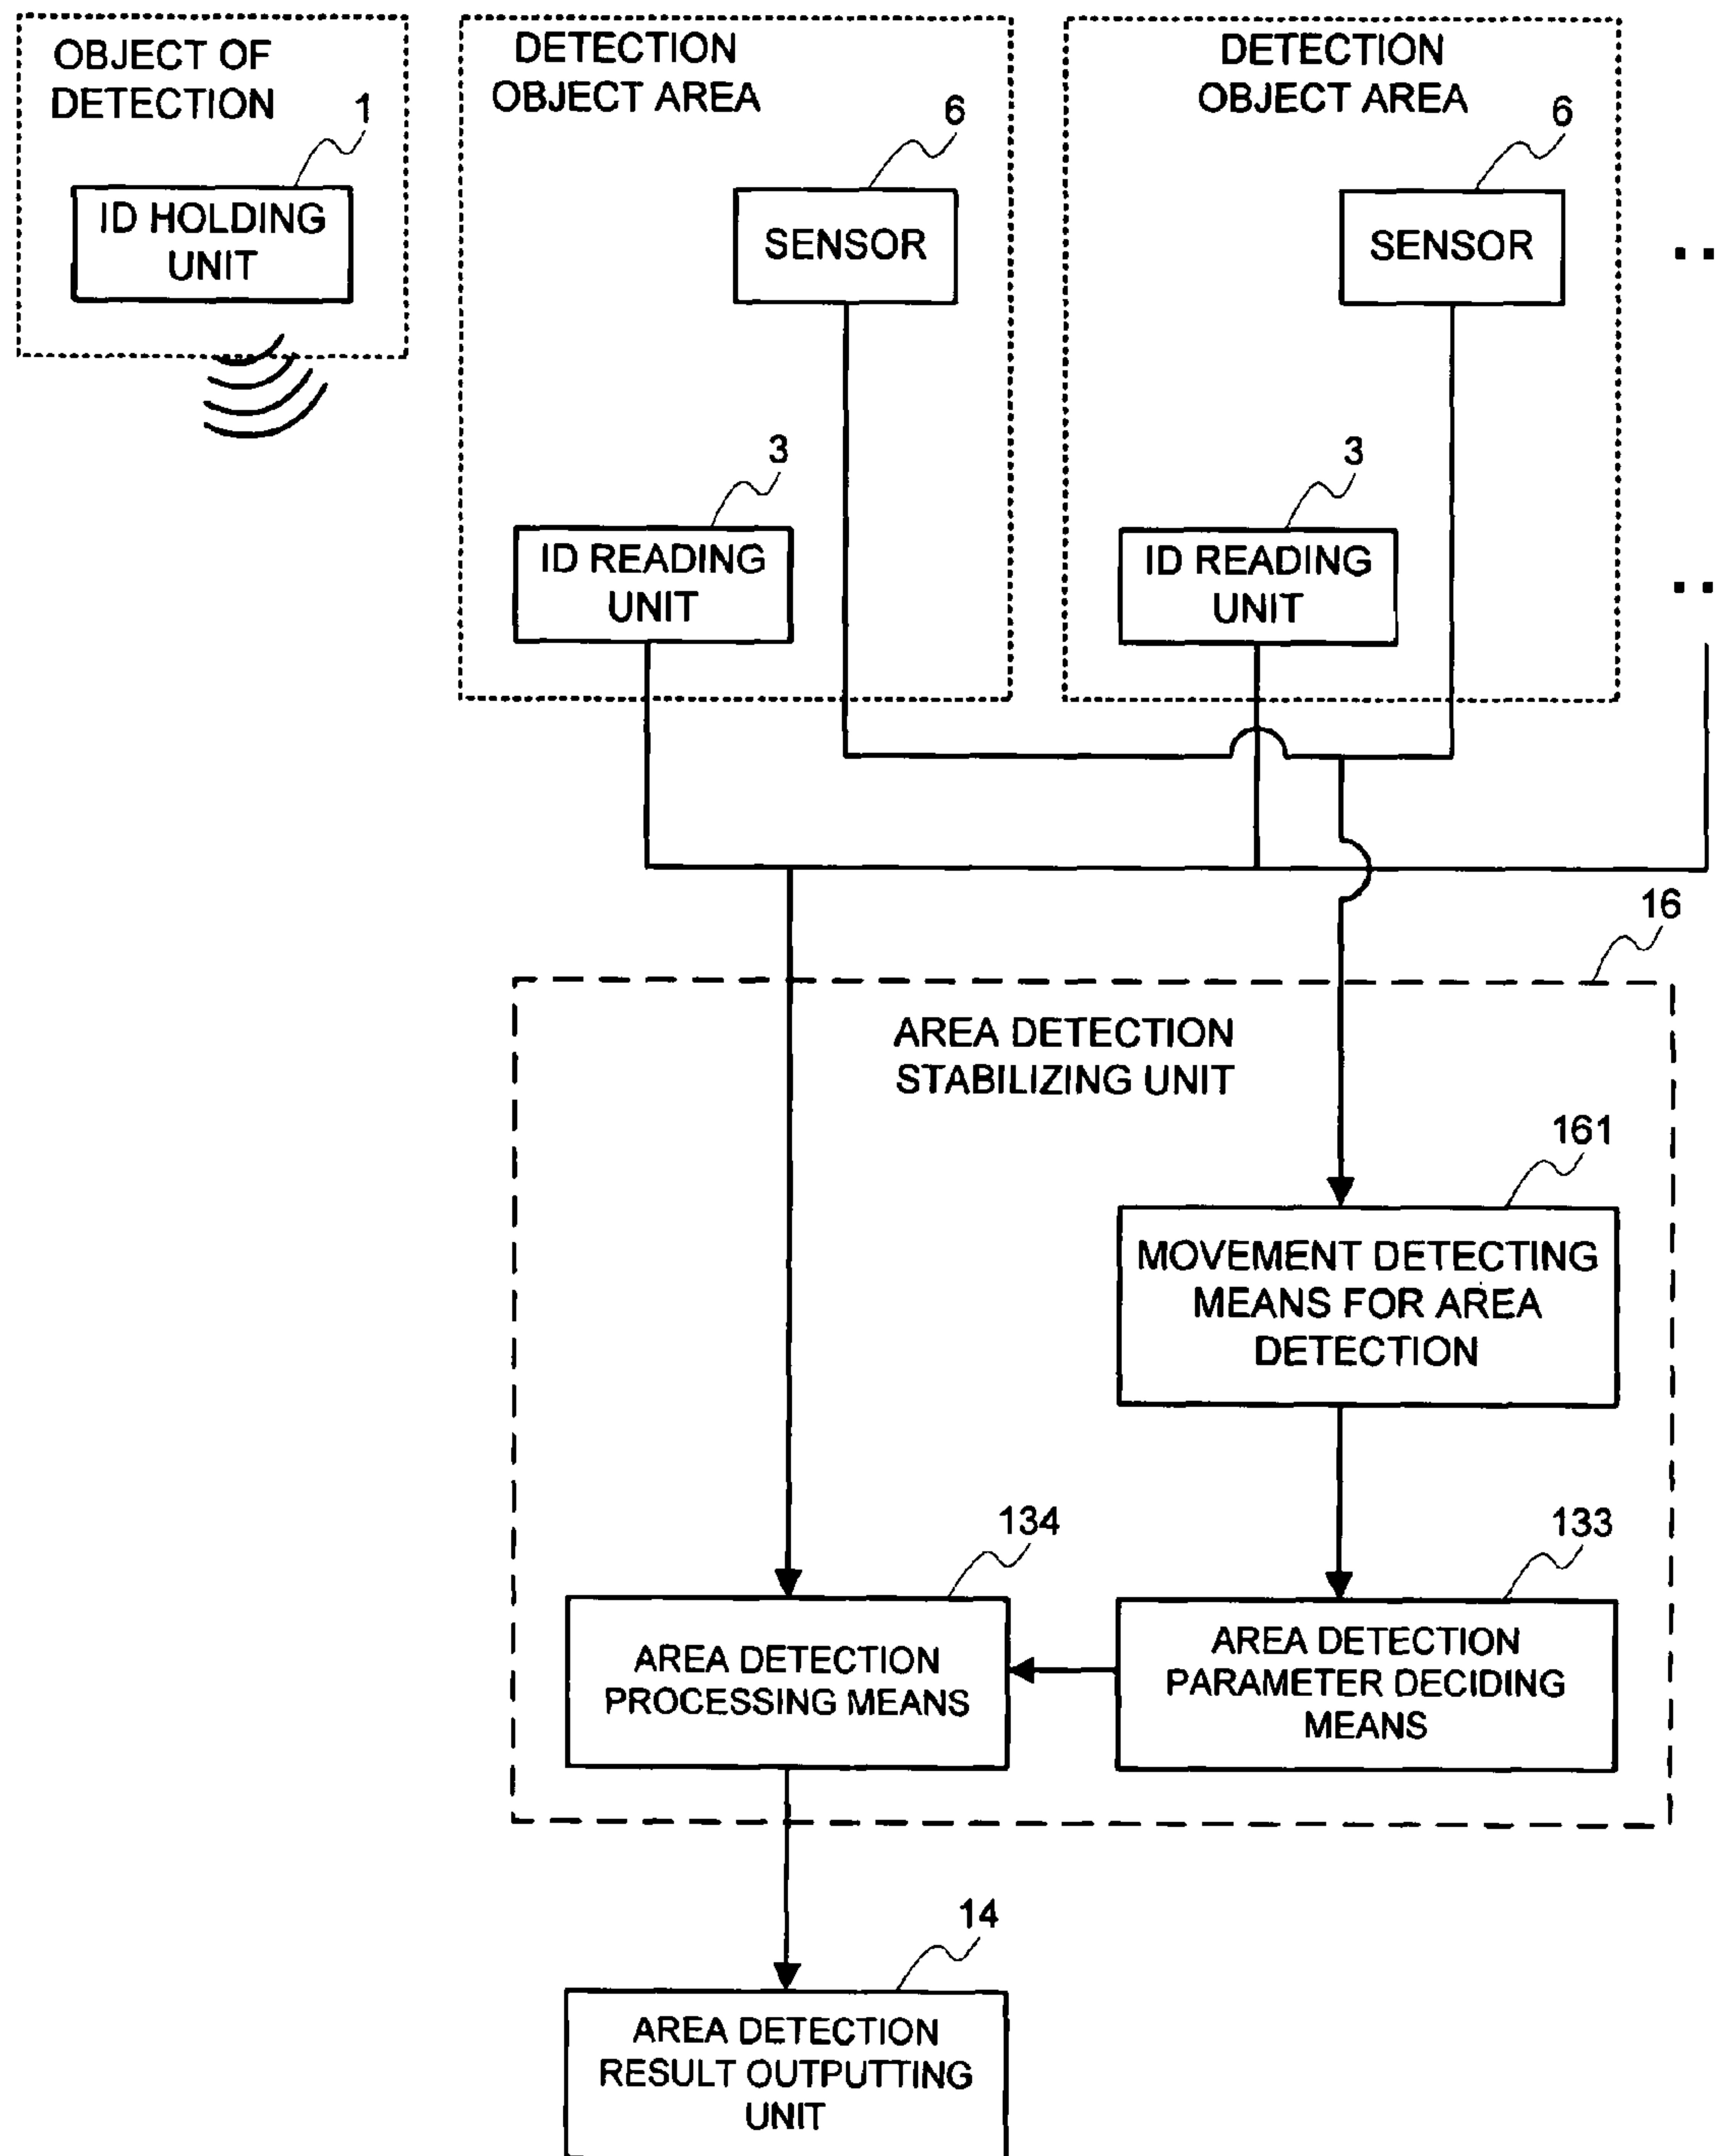 OBJECT OF
DETECTION
1
ID HOLDING
UNIT
DETECTION
OBJECT AREA
6
SENSOR
3
ID READING
UNIT
DETECTION
OBJECT AREA
6
SENSOR
..
3
ID READING
UNIT
..
16
AREA DETECTION
STABILIZING UNIT
161
MOVEMENT DETECTING
MEANS FOR AREA
DETECTION
134
AREA DETECTION
PROCESSING MEANS
133
AREA DETECTION
PARAMETER DECIDING
MEANS
14
AREA DETECTION
RESULT OUTPUTTING
UNIT